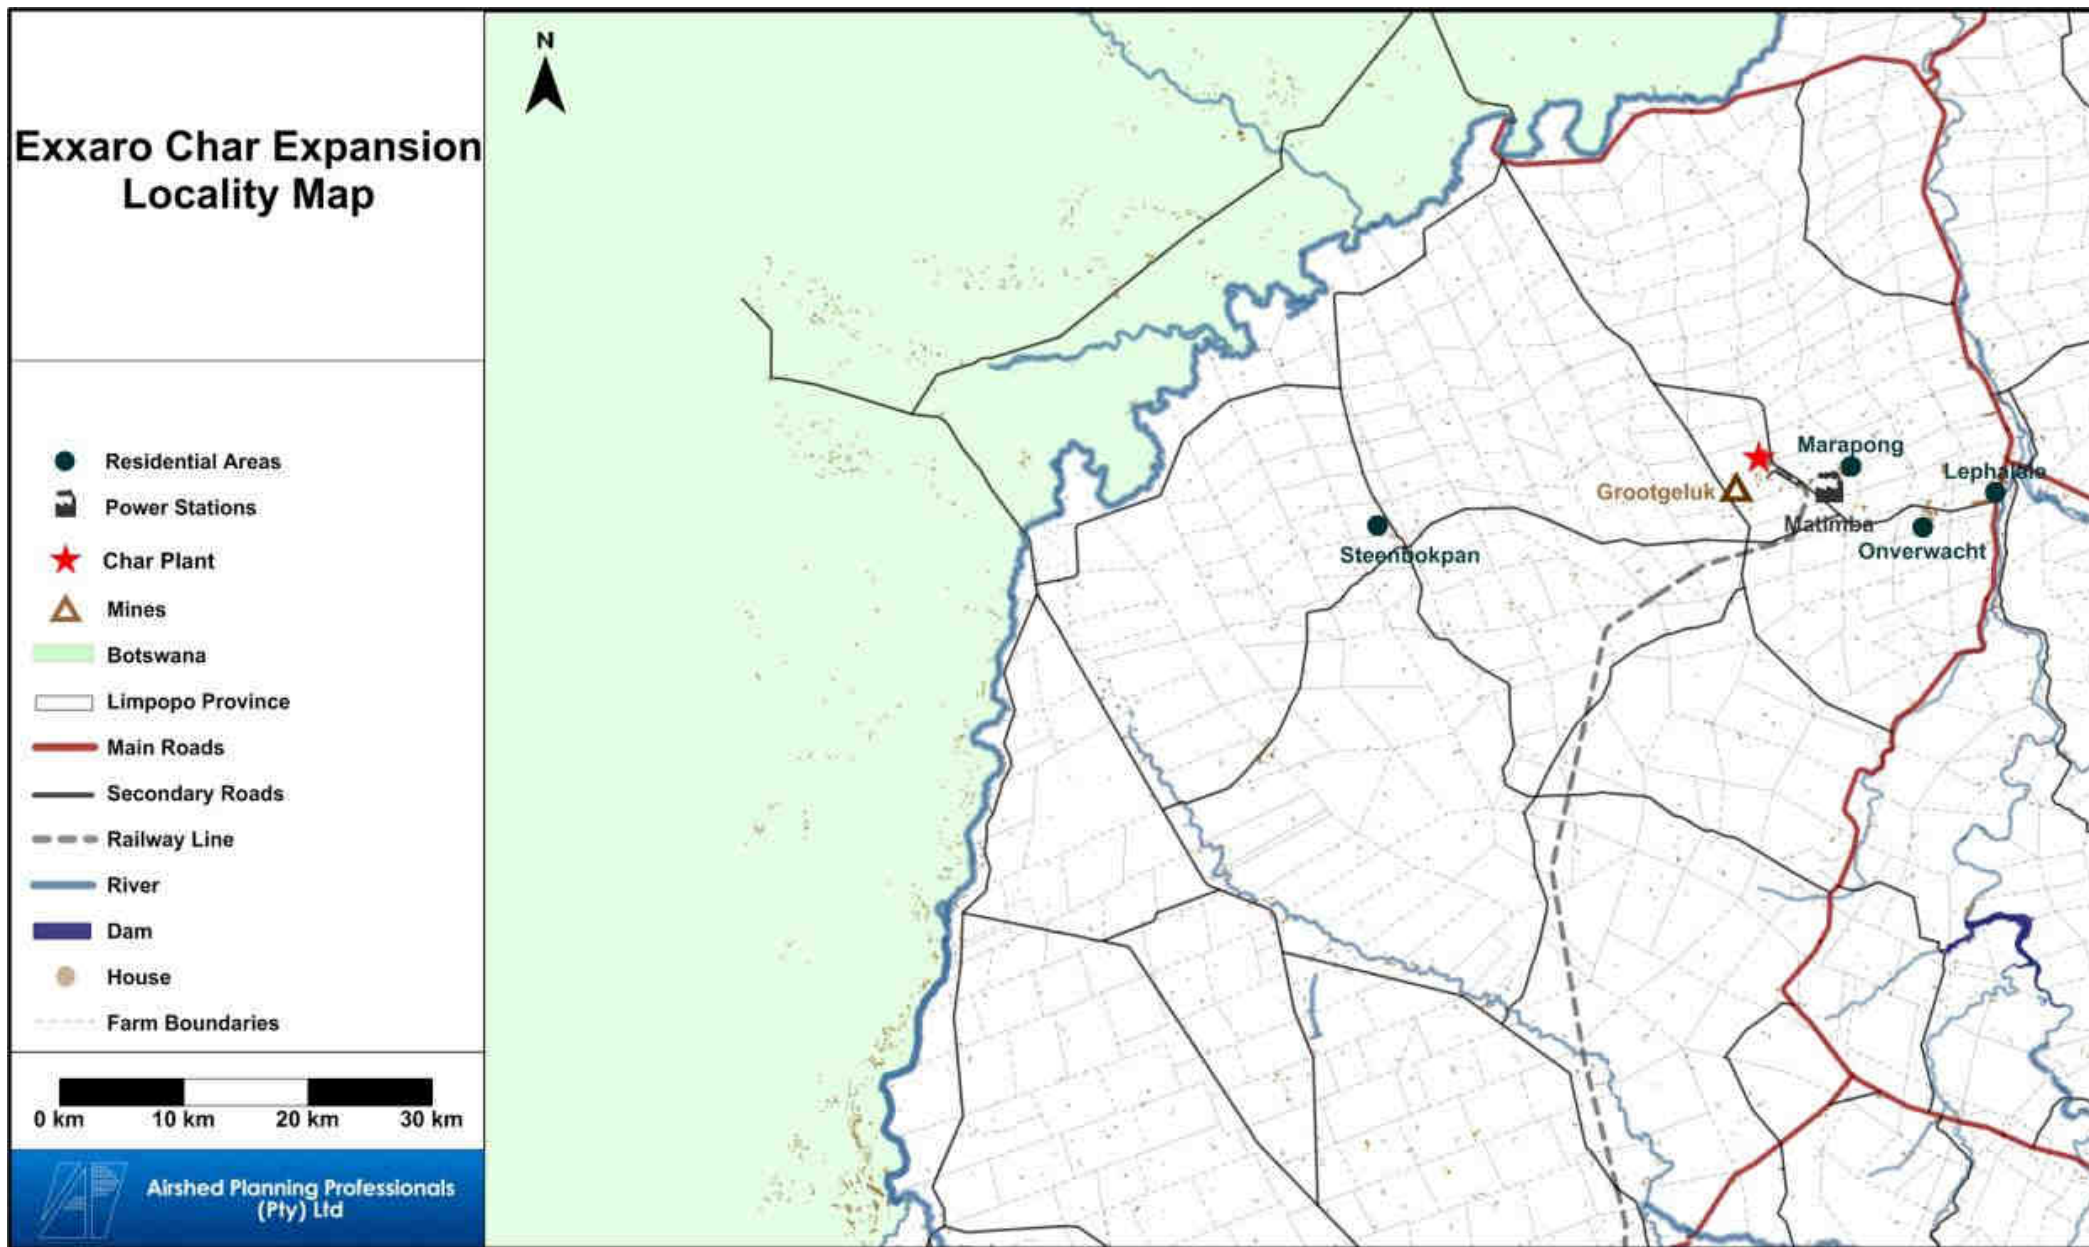 Exxaro Char Expansion
Locality Map
N
Residential Areas
Power Stations
Char Plant
Mines
Botswana
Limpopo Province
Main Roads
Secondary Roads
Railway Line
River
Dam
House
Farm Boundaries
0 km 10 km 20 km 30 km
Airshed Planning Professionals
(Pty) Ltd
Marapong
Lephalale
Grootgeluk
Matimba
Onverwacht
Steenbokpan